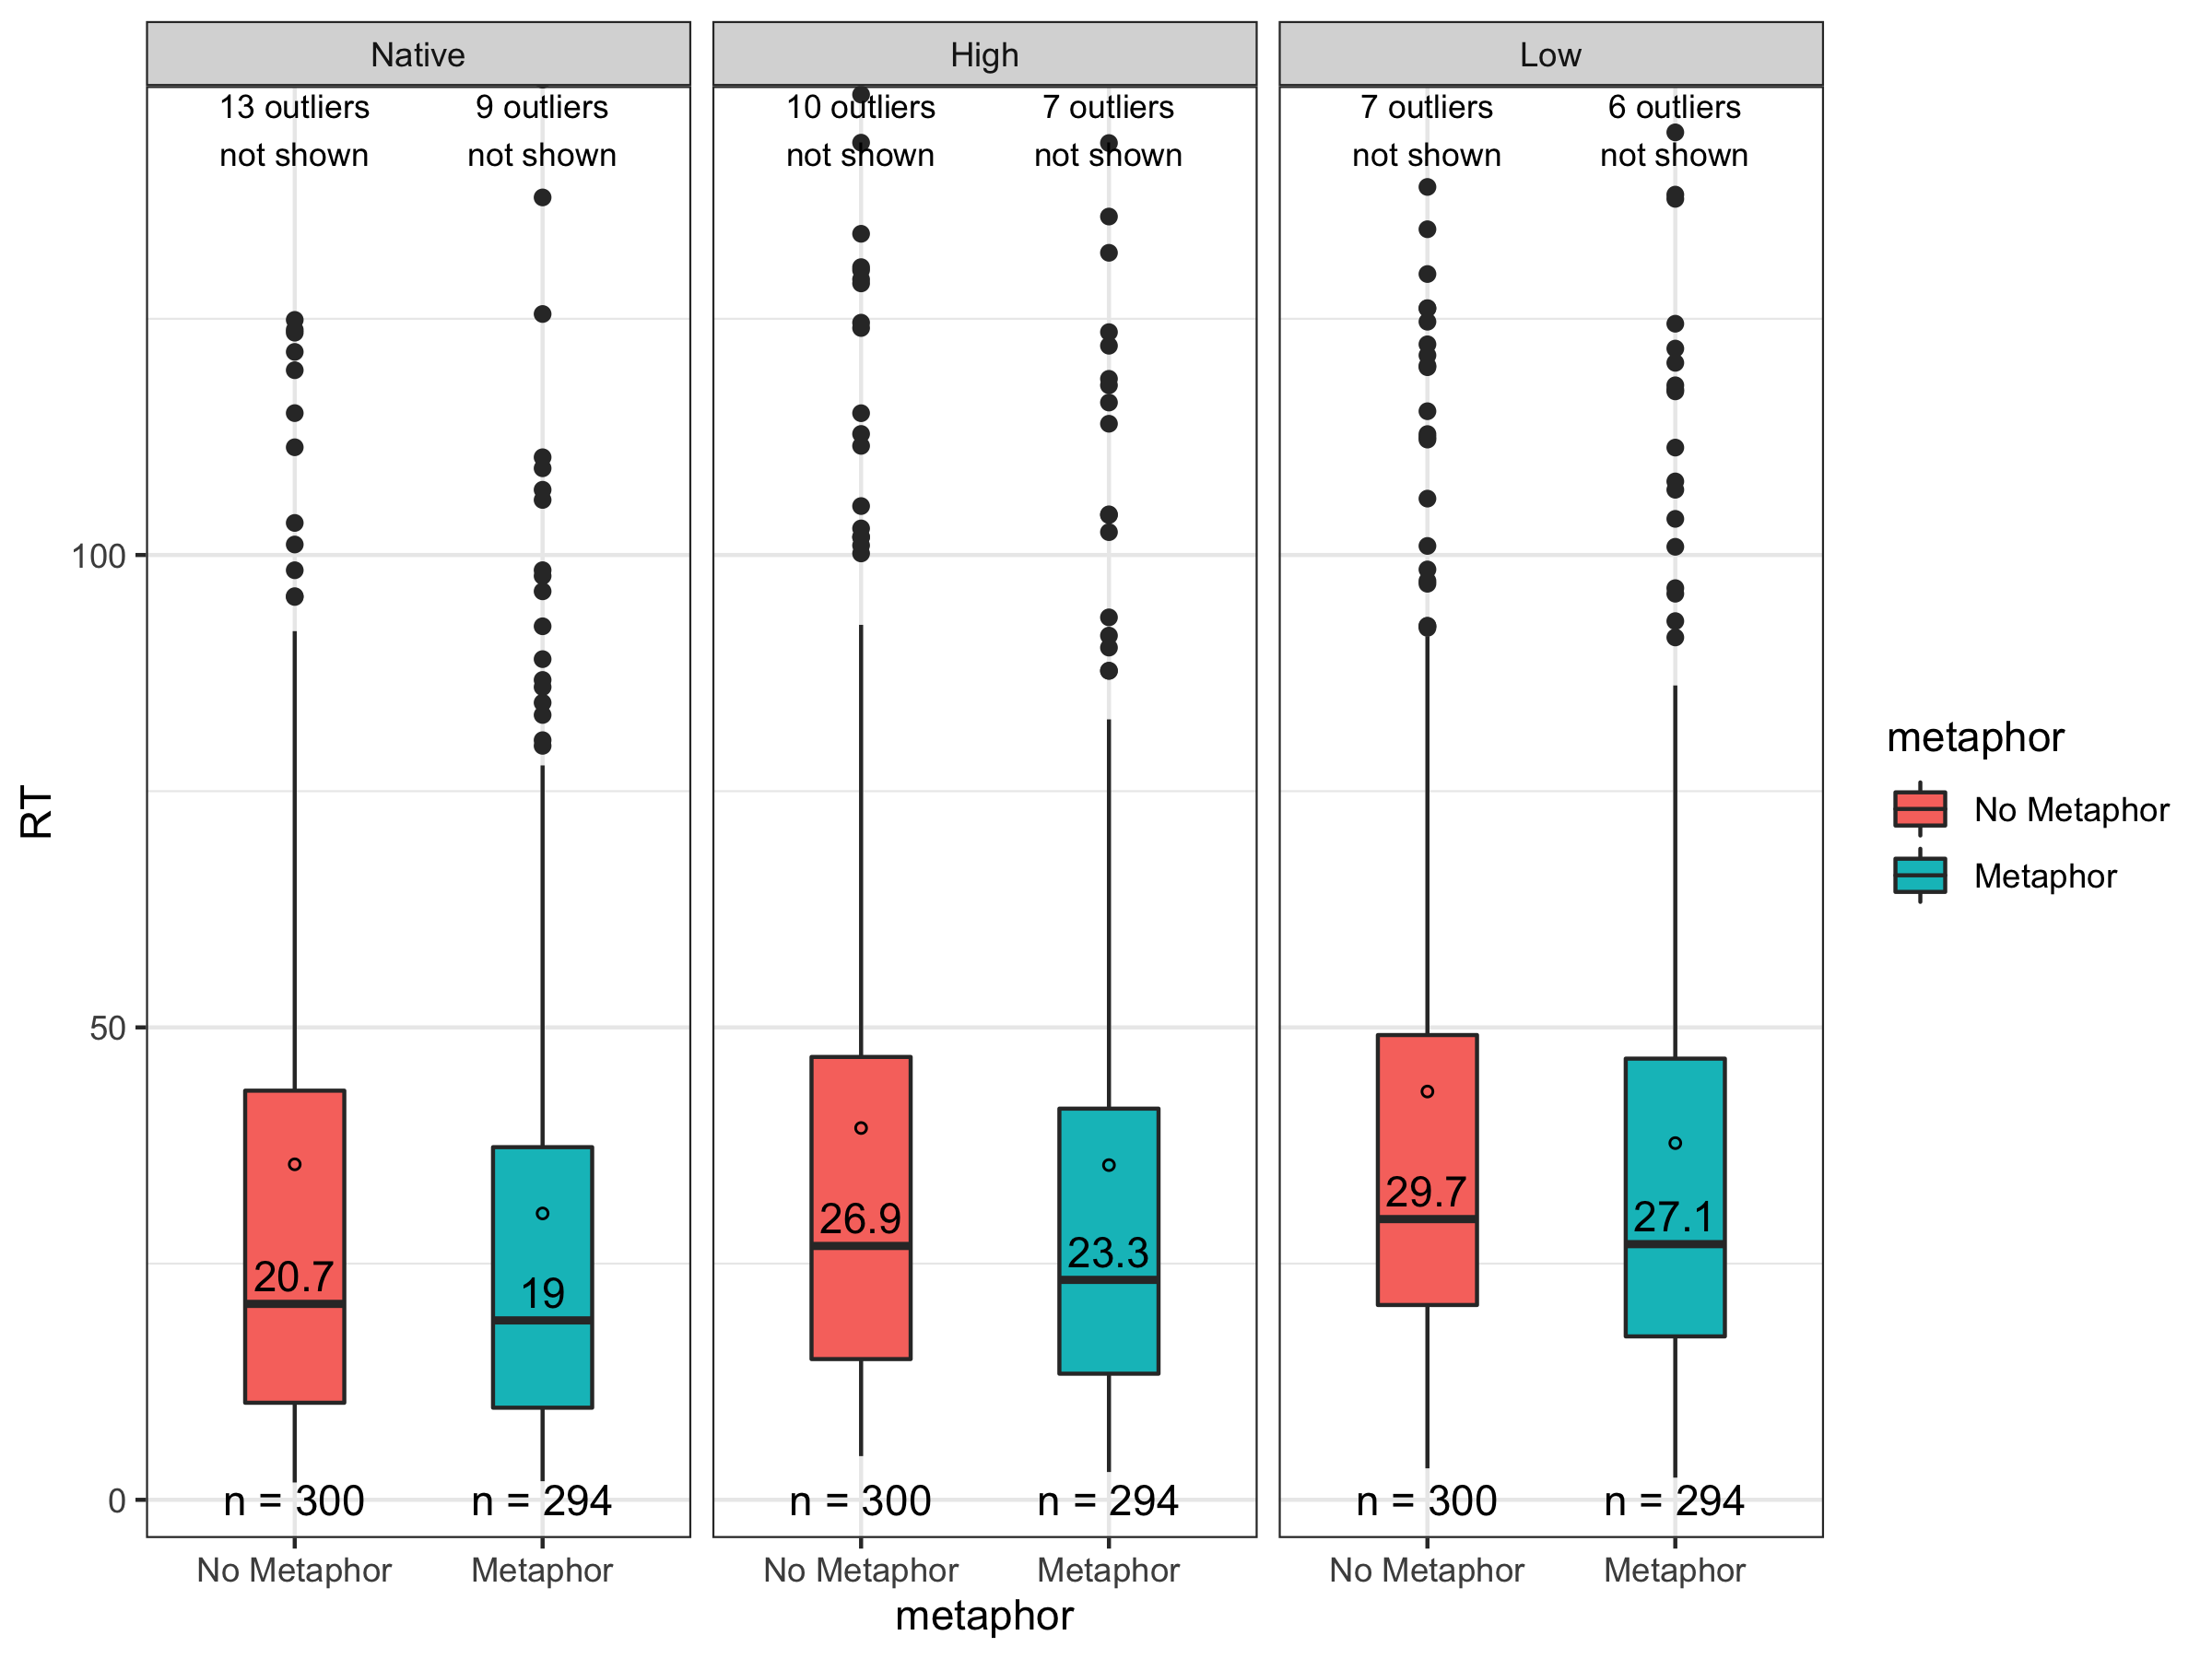 Native
High
Low
13 outliers
not shown
9 outliers
not shown
10 outliers
not shown
7 outliers
not shown
7 outliers
not shown
6 outliers
not shown
100
50
0
RT
20.7
19
26.9
23.3
29.7
27.1
n = 300
n = 294
n = 300
n = 294
n = 300
n = 294
No Metaphor
Metaphor
No Metaphor
Metaphor
No Metaphor
Metaphor
metaphor
metaphor
No Metaphor
Metaphor